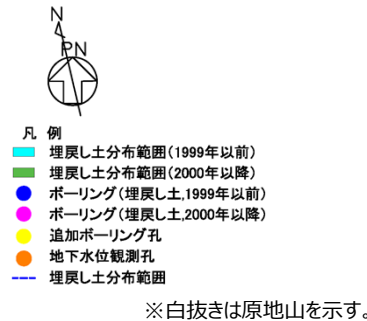 N
PN
凡 例
埋戻し土分布範囲(1999年以前)
埋戻し土分布範囲(2000年以降)
ボーリング(埋戻し土,1999年以前)
ボーリング(埋戻し土,2000年以降)
追加ボーリング孔
地下水位観測孔
埋戻し土分布範囲
※白抜きは原地山を示す。